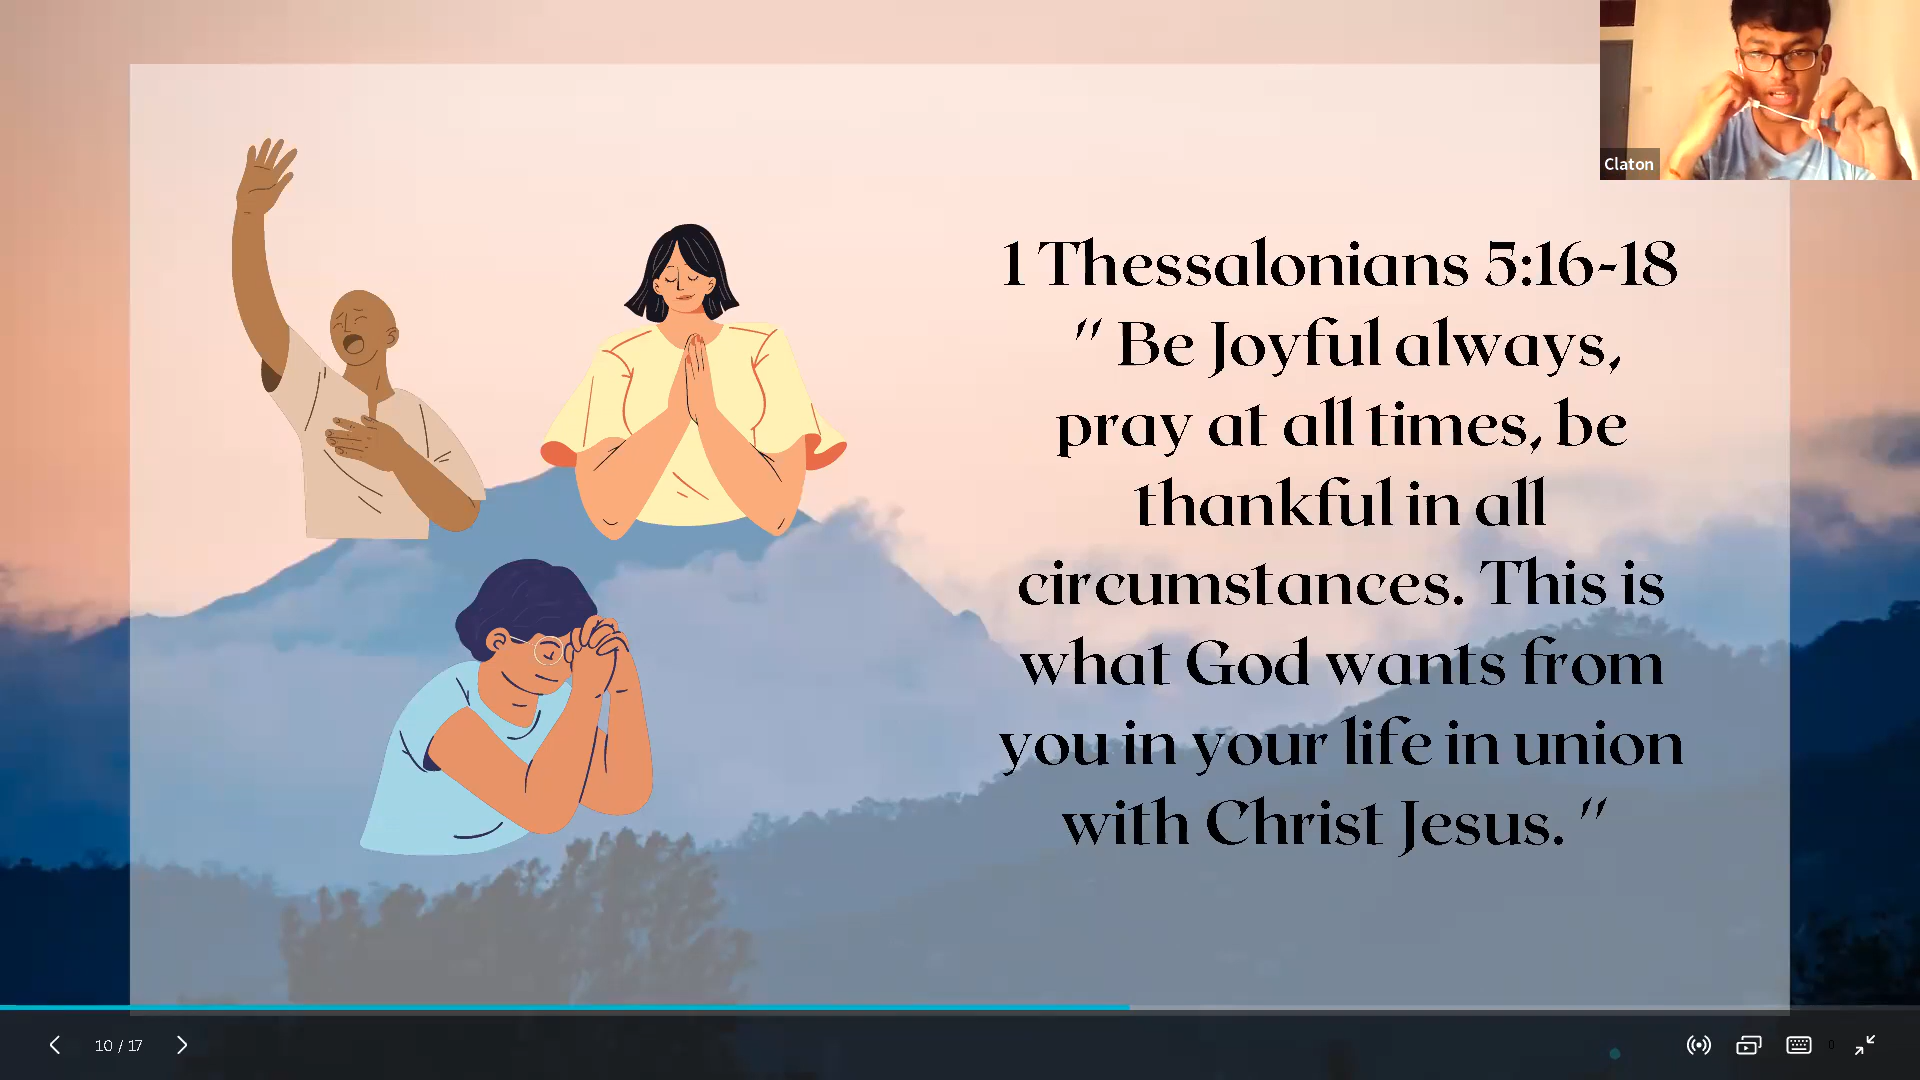 Claton
1 Thessalonians 5:16-18
" Be Joyful always,
pray at all times, be
thankful in all
circumstances. This is
what God wants from
you in your life in union
with Christ Jesus. "
10 / 17
0